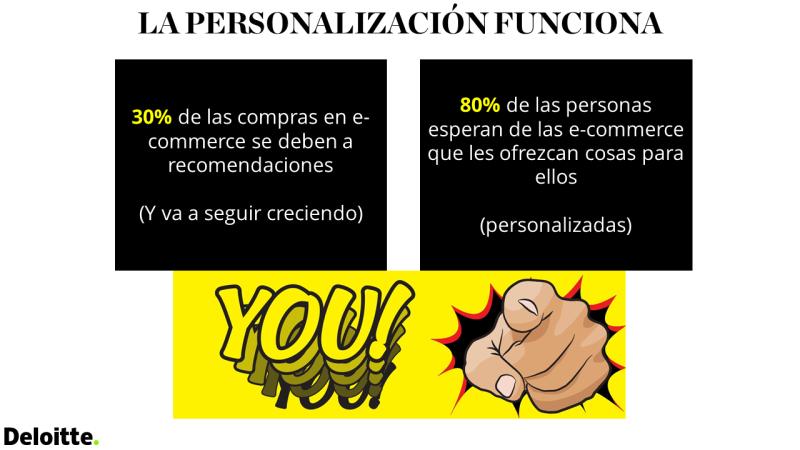 LA PERSONALIZACIÓN FUNCIONA
30% de las compras en e-
commerce se deben a
recomendaciones
(Y va a seguir creciendo)
80% de las personas
esperan de las e-commerce
que les ofrezcan cosas para
ellos
(personalizadas)
YOU!
Deloitte.